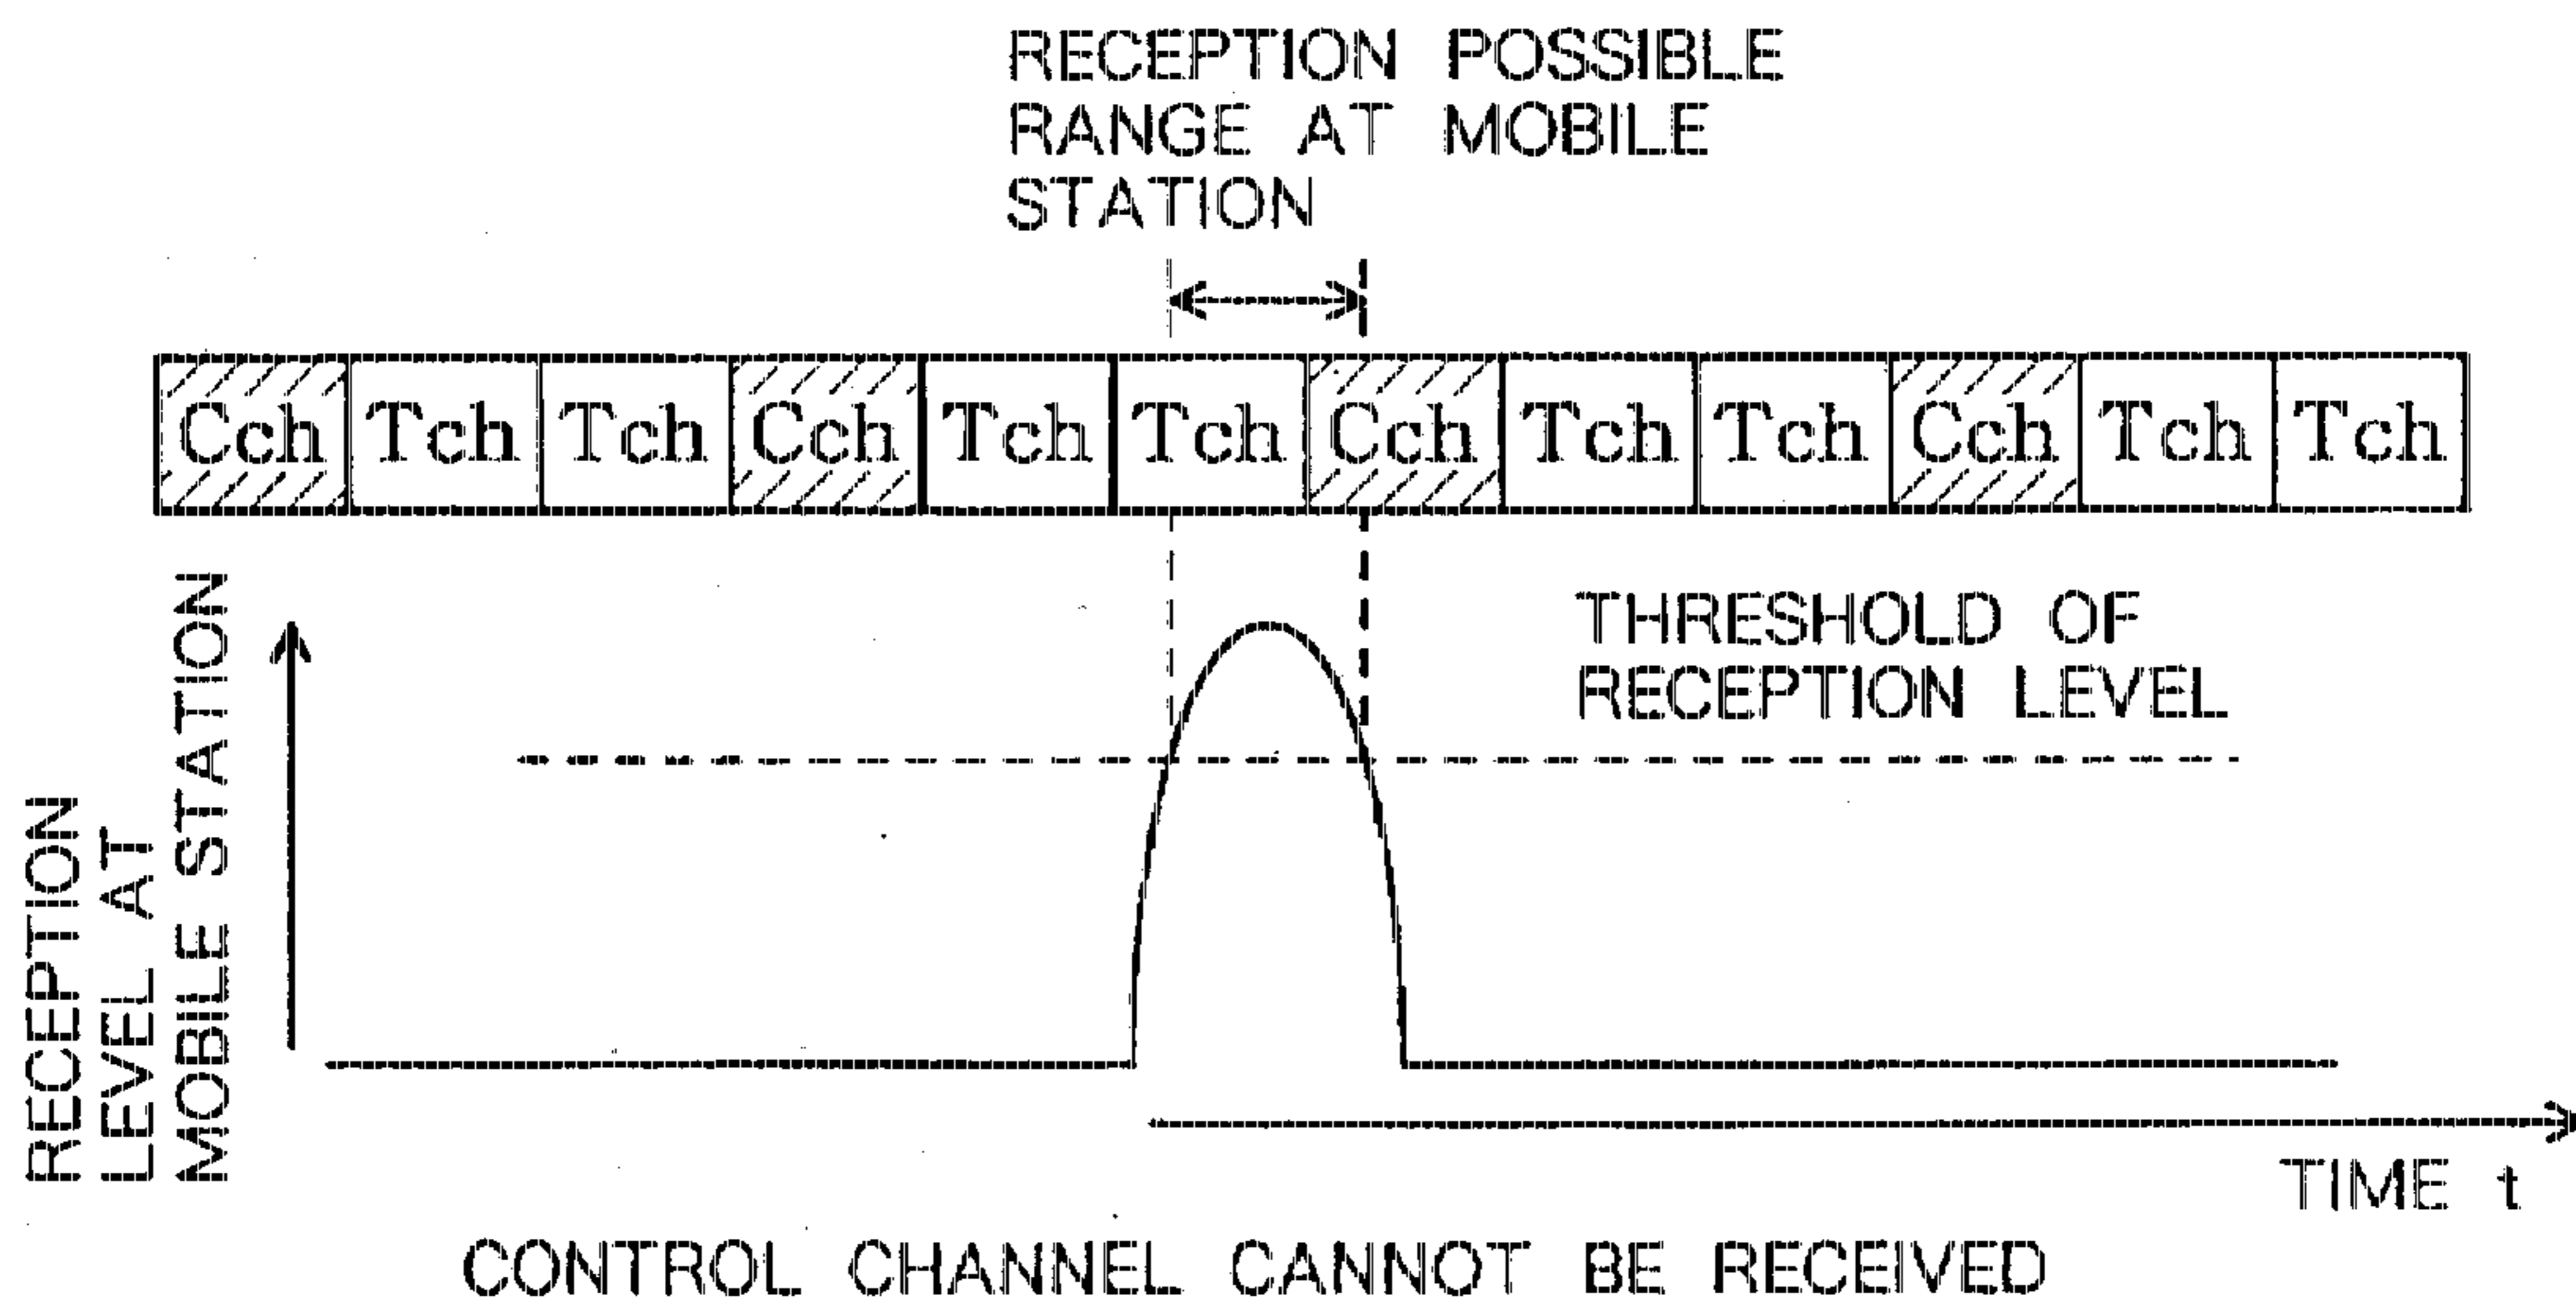 RECEPTION POSSIBLE
RANGE AT MOBILE
STATION
Cch Tch Tch Cch Tch Tch Cch Tch Tch Cch Tch Tch
THRESHOLD OF
RECEPTION LEVEL
RECEPTION
LEVEL AT
MOBILE STATION
TIME t
CONTROL CHANNEL CANNOT BE RECEIVED